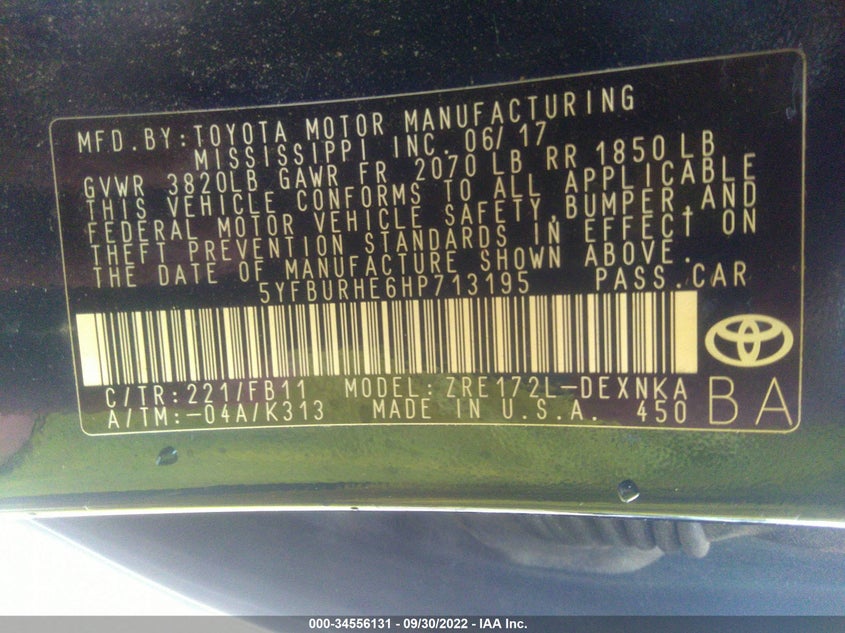 MFD.BY:TOYOTA MOTOR MANUFACTURING
MISSISSIPPI INC. 06/17
GVWR 3820LB GAWR FR 2070 LB RR 1850 LB
THIS VEHICLE CONFORMS TO ALL APPLICABLE
FEDERAL MOTOR VEHICLE SAFETY,BUMPER,AND
THEFT PREVENTION STANDARDS IN EFFECT ON
THE DATE OF MANUFACTURE SHOWN ABOVE.
5YFBURHE6HP713195 PASS.CAR
C/TR:221/FB11 MODEL:ZRE172L-DEXNKA
A/TM:-04A/K313 MADE IN U.S.A. 450
BA
000-34556131 - 09/30/2022 - IAA Inc.